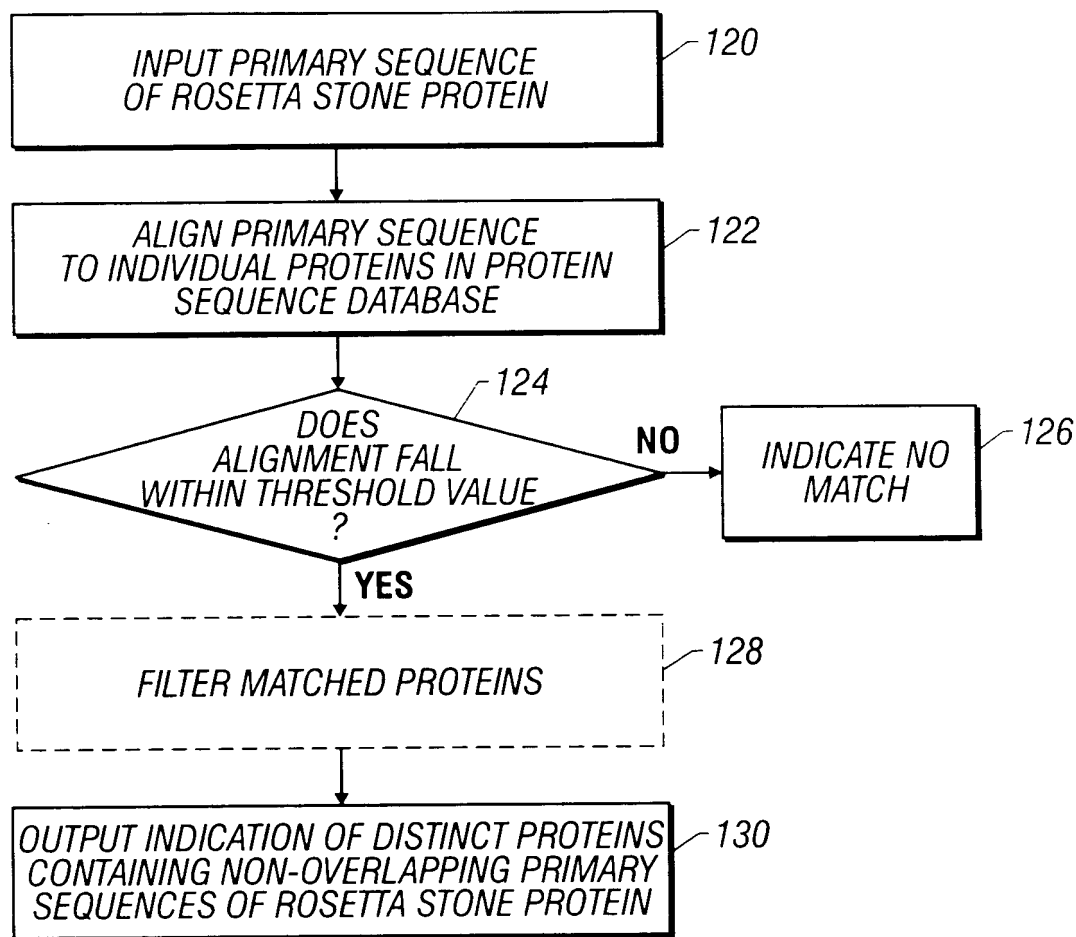 INPUT PRIMARY SEQUENCE
OF ROSETTA STONE PROTEIN
120
ALIGN PRIMARY SEQUENCE
TO INDIVIDUAL PROTEINS IN PROTEIN
SEQUENCE DATABASE
122
124
DOES
ALIGNMENT FALL
WITHIN THRESHOLD VALUE
?
NO
INDICATE NO
MATCH
126
YES
FILTER MATCHED PROTEINS
128
OUTPUT INDICATION OF DISTINCT PROTEINS
CONTAINING NON-OVERLAPPING PRIMARY
SEQUENCES OF ROSETTA STONE PROTEIN
130